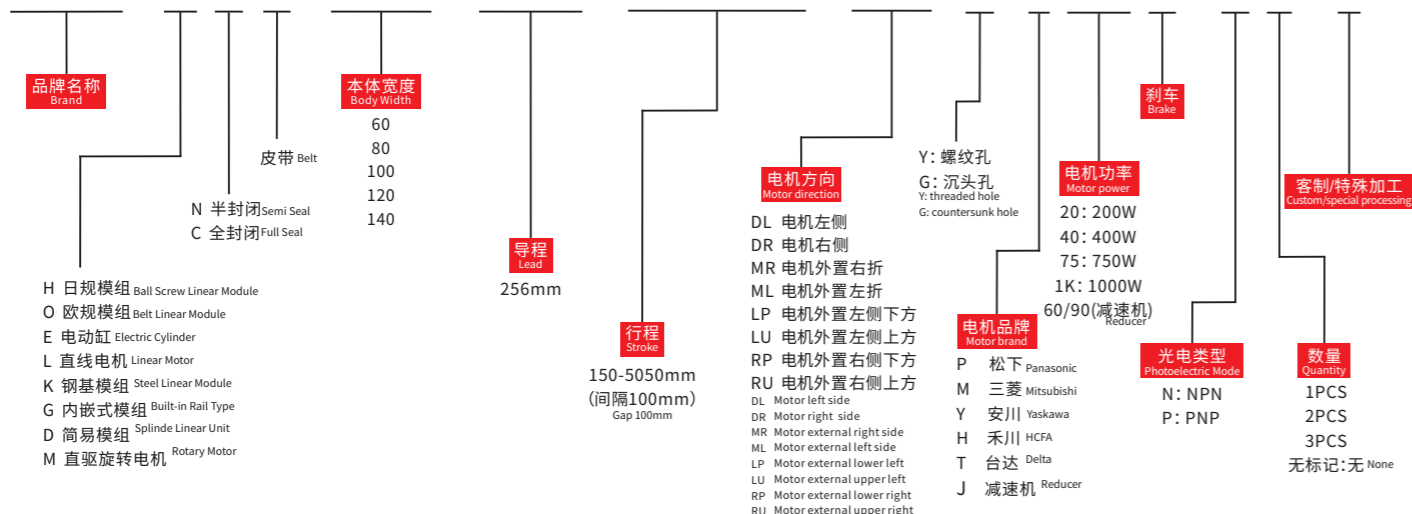 品牌名称
Brand
H 日规模组 Ball Screw Linear Module
O 欧规模组 Belt Linear Module
E 电动缸 Electric Cylinder
L 直线电机 Linear Motor
K 钢基模组 Steel Linear Module
G 内嵌式模组 Built-in Rail Type
D 简易模组 Splinde Linear Unit
M 直驱旋转电机 Rotary Motor
N 半封闭 Semi Seal
C 全封闭 Full Seal
皮带 Belt
本体宽度
Body Width
60
80
100
120
140
导程
Lead
256mm
行程
Stroke
150-5050mm
(间隔100mm)
Gap 100mm
电机方向
Motor direction
DL 电机左侧
DR 电机右侧
MR 电机外置右折
ML 电机外置左折
LP 电机外置左侧下方
LU 电机外置左侧上方
RP 电机外置右侧下方
RU 电机外置右侧上方
DL Motor left side
DR Motor right side
MR Motor external right side
ML Motor external left side
LP Motor external lower left
LU Motor external upper left
RP Motor external lower right
RU Motor external upper right
Y: 螺纹孔
G: 沉头孔
Y: threaded hole
G: countersunk hole
电机品牌
Motor brand
P 松下 Panasonic
M 三菱 Mitsubishi
Y 安川 Yaskawa
H 禾川 HCFA
T 台达 Delta
J 减速机 Reducer
电机功率
Motor power
20: 200W
40: 400W
75: 750W
1K: 1000W
60/90(减速机)
Reducer
刹车
Brake
光电类型
Photoelectric Mode
N: NPN
P: PNP
数量
Quantity
1PCS
2PCS
3PCS
无标记:无 None
客制/特殊加工
Custom/special processing